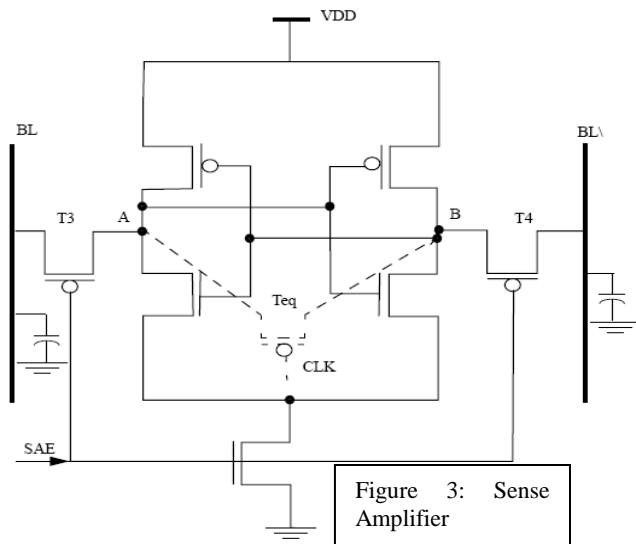 VDD
BL
BL\
T3
A
B
T4
Teq
CLK
SAE
Figure 3: Sense
Amplifier